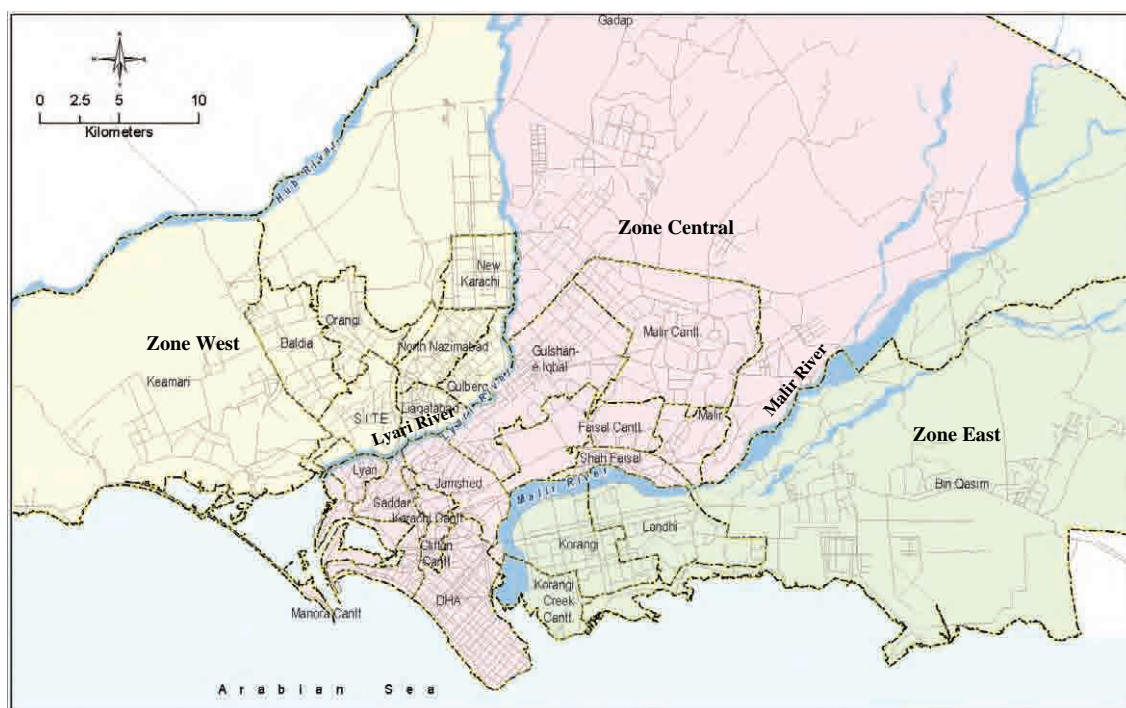 Gadap
0 2.5 5 10
Kilometers
Hub River
Zone Central
New
Karachi
Zone West
Orangi
Baldia
North Nazimabad
Malir Cantt.
Gulshan-
e Iqbal
Keamari
Gulberg
Malir River
Liaqatabad
SITE
Lyari River
Lyari River
Malir
Faisal Cantt.
Zone East
Shah Faisal
Lyari
Jamshed
Malir River
Bin Qasim
Saddar
Karachi Cantt
Landhi
Clifton
Cantt
Korangi
Korangi
Creek
Cantt.
DHA
Manora Cantt
Arabian Sea